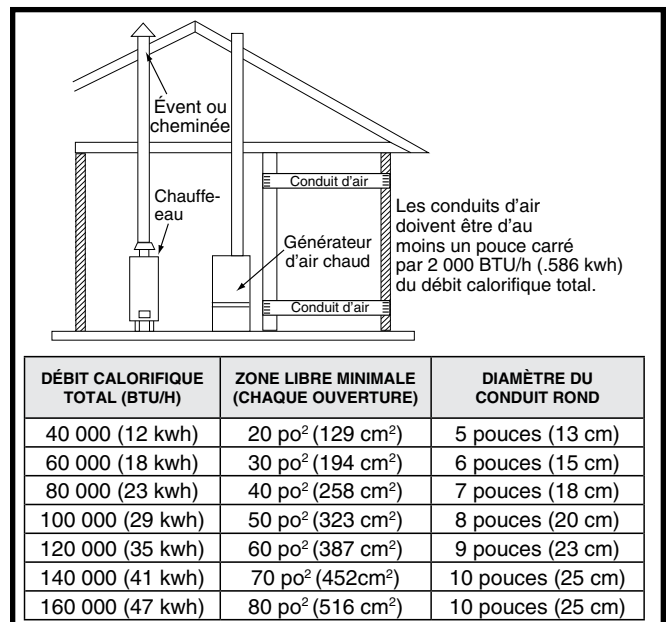 Évent ou
cheminée
Conduit d'air
Chauffe-
eau
Générateur
d'air chaud
Les conduits d'air
doivent être d'au
moins un pouce carré
par 2 000 BTU/h (.586 kwh)
du débit calorifique total.
Conduit d'air
DÉBIT CALORIFIQUE TOTAL (BTU/H) ZONE LIBRE MINIMALE (CHAQUE OUVERTURE) DIAMÈTRE DU CONDUIT ROND
40 000 (12 kwh) 20 po² (129 cm²) 5 pouces (13 cm)
60 000 (18 kwh) 30 po² (194 cm²) 6 pouces (15 cm)
80 000 (23 kwh) 40 po² (258 cm²) 7 pouces (18 cm)
100 000 (29 kwh) 50 po² (323 cm²) 8 pouces (20 cm)
120 000 (35 kwh) 60 po² (387 cm²) 9 pouces (23 cm)
140 000 (41 kwh) 70 po² (452cm²) 10 pouces (25 cm)
160 000 (47 kwh) 80 po² (516 cm²) 10 pouces (25 cm)